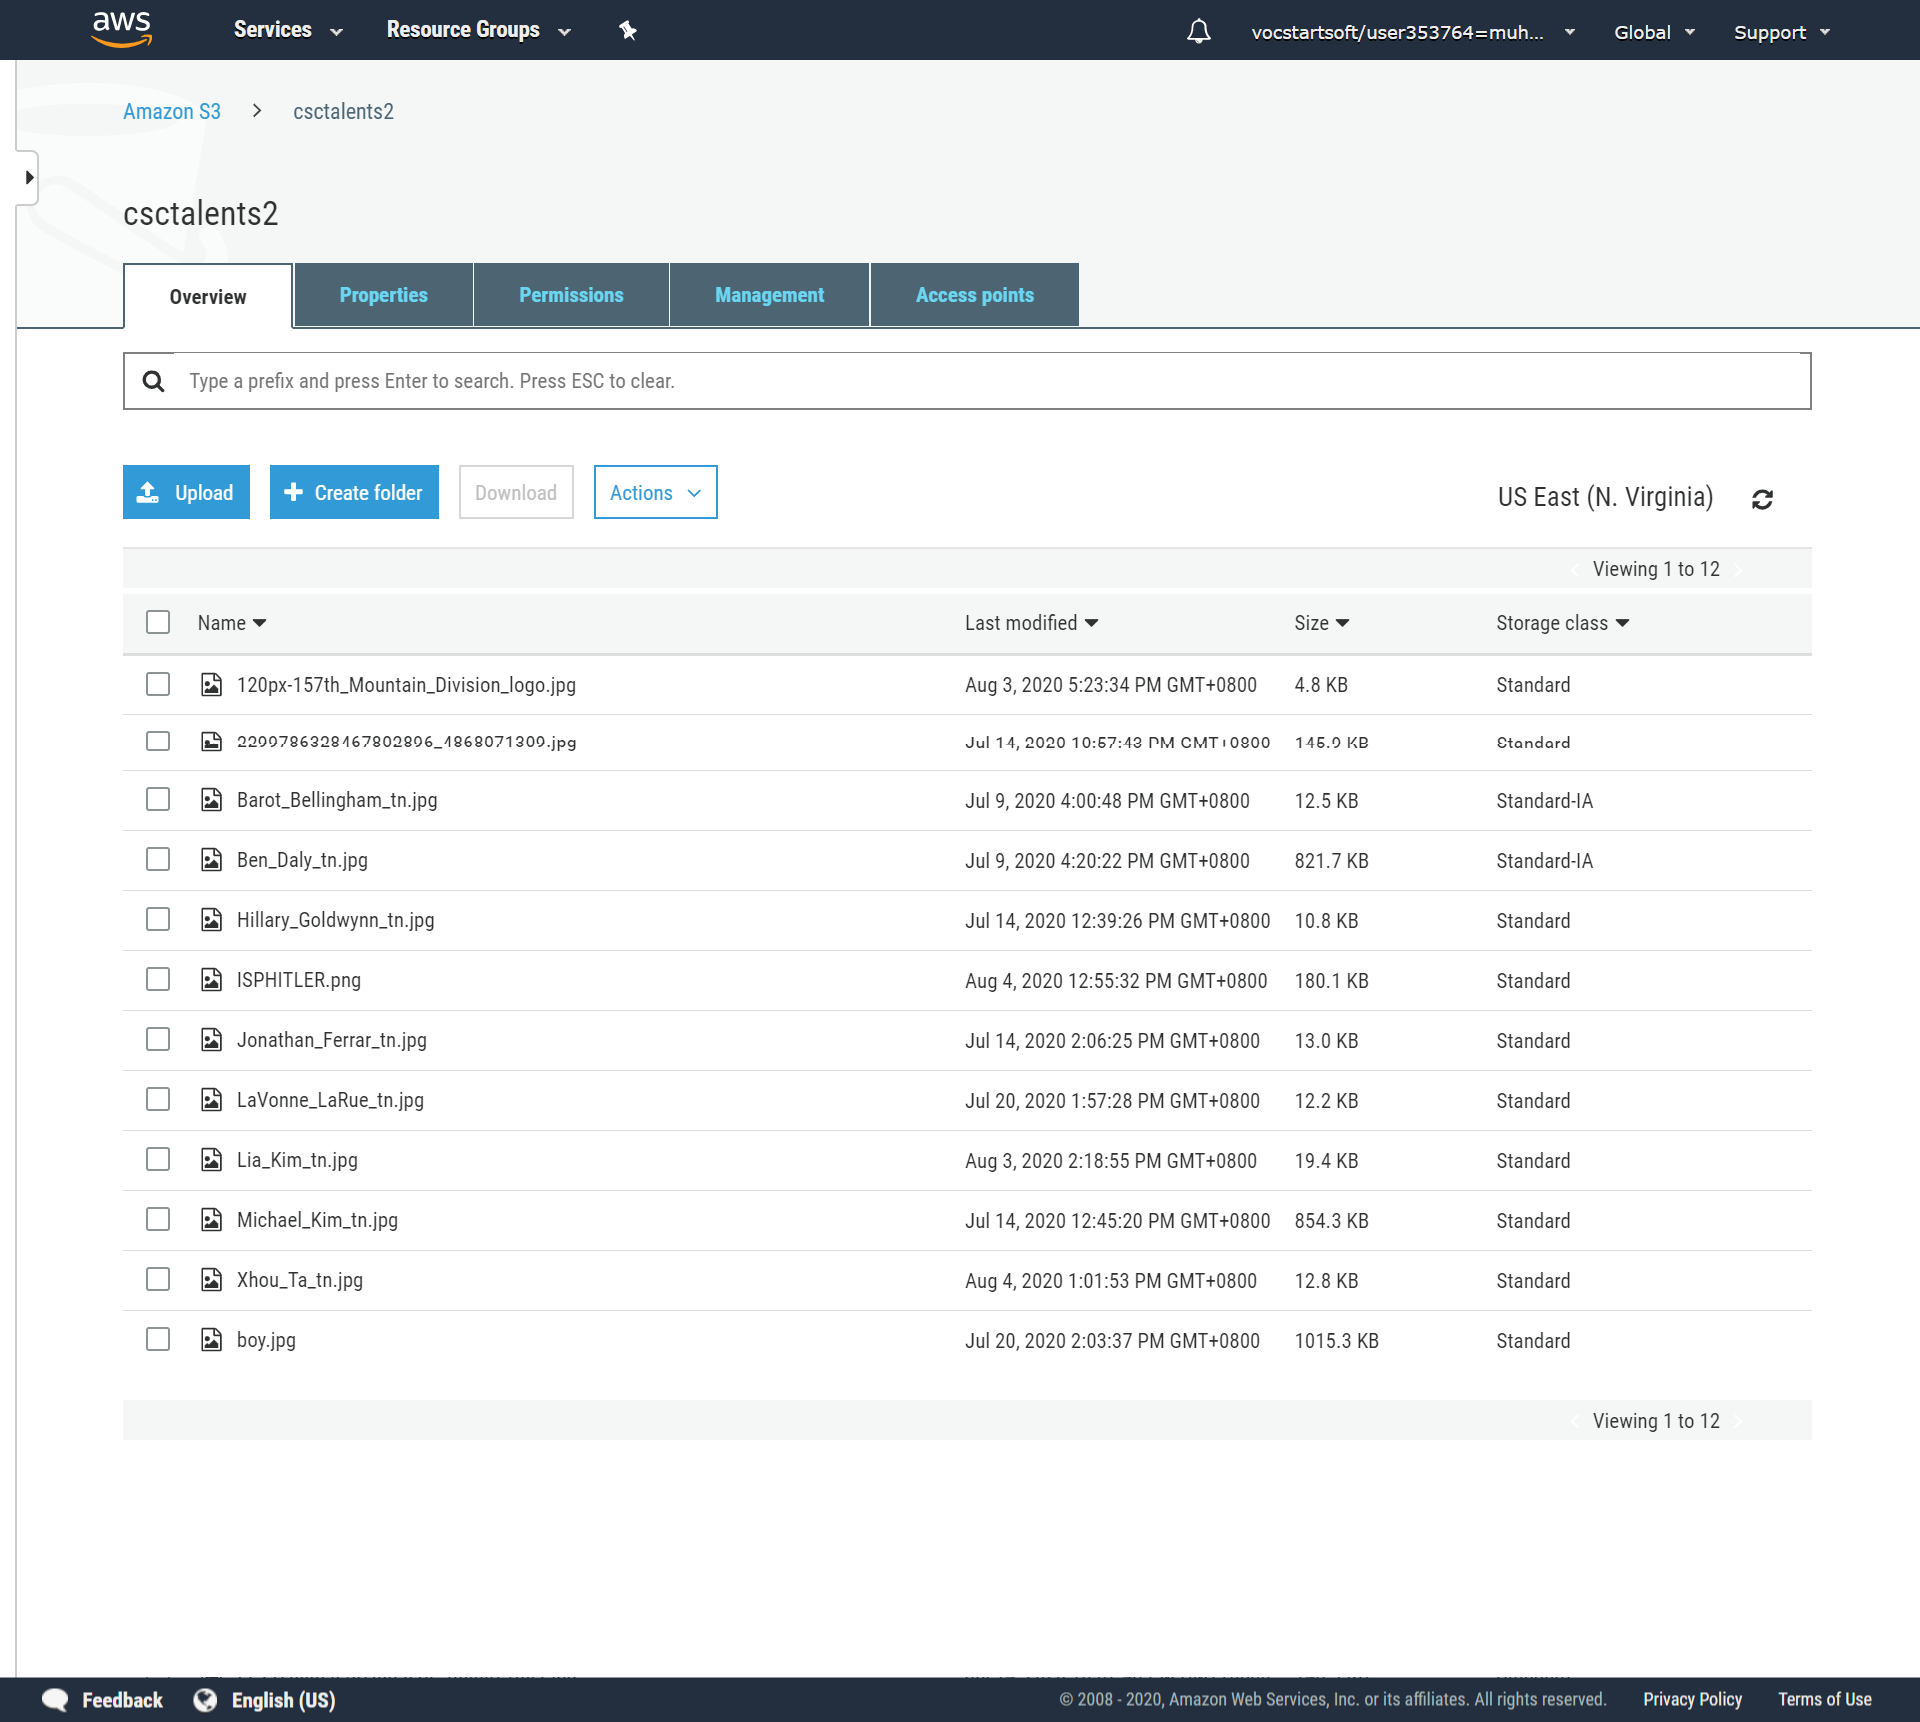 aws Services Resource Groups vocstartsoft/user353764=muh... Global Support
Amazon S3 > csctalents2
csctalents2
Overview Properties Permissions Management Access points
Type a prefix and press Enter to search. Press ESC to clear.
Upload Create folder Download Actions US East (N. Virginia)
Viewing 1 to 12
Name Last modified Size Storage class
120px-157th_Mountain_Division_logo.jpg Aug 3, 2020 5:23:34 PM GMT+0800 4.8 KB Standard
2299786328467802896_4868071309.jpg Jul 14, 2020 10:57:43 PM GMT+0800 145.9 KB Standard
Barot_Bellingham_tn.jpg Jul 9, 2020 4:00:48 PM GMT+0800 12.5 KB Standard-IA
Ben_Daly_tn.jpg Jul 9, 2020 4:20:22 PM GMT+0800 821.7 KB Standard-IA
Hillary_Goldwynn_tn.jpg Jul 14, 2020 12:39:26 PM GMT+0800 10.8 KB Standard
ISPHITLER.png Aug 4, 2020 12:55:32 PM GMT+0800 180.1 KB Standard
Jonathan_Ferrar_tn.jpg Jul 14, 2020 2:06:25 PM GMT+0800 13.0 KB Standard
LaVonne_LaRue_tn.jpg Jul 20, 2020 1:57:28 PM GMT+0800 12.2 KB Standard
Lia_Kim_tn.jpg Aug 3, 2020 2:18:55 PM GMT+0800 19.4 KB Standard
Michael_Kim_tn.jpg Jul 14, 2020 12:45:20 PM GMT+0800 854.3 KB Standard
Xhou_Ta_tn.jpg Aug 4, 2020 1:01:53 PM GMT+0800 12.8 KB Standard
boy.jpg Jul 20, 2020 2:03:37 PM GMT+0800 1015.3 KB Standard
Viewing 1 to 12
Feedback English (US) © 2008 - 2020, Amazon Web Services, Inc. or its affiliates. All rights reserved. Privacy Policy Terms of Use